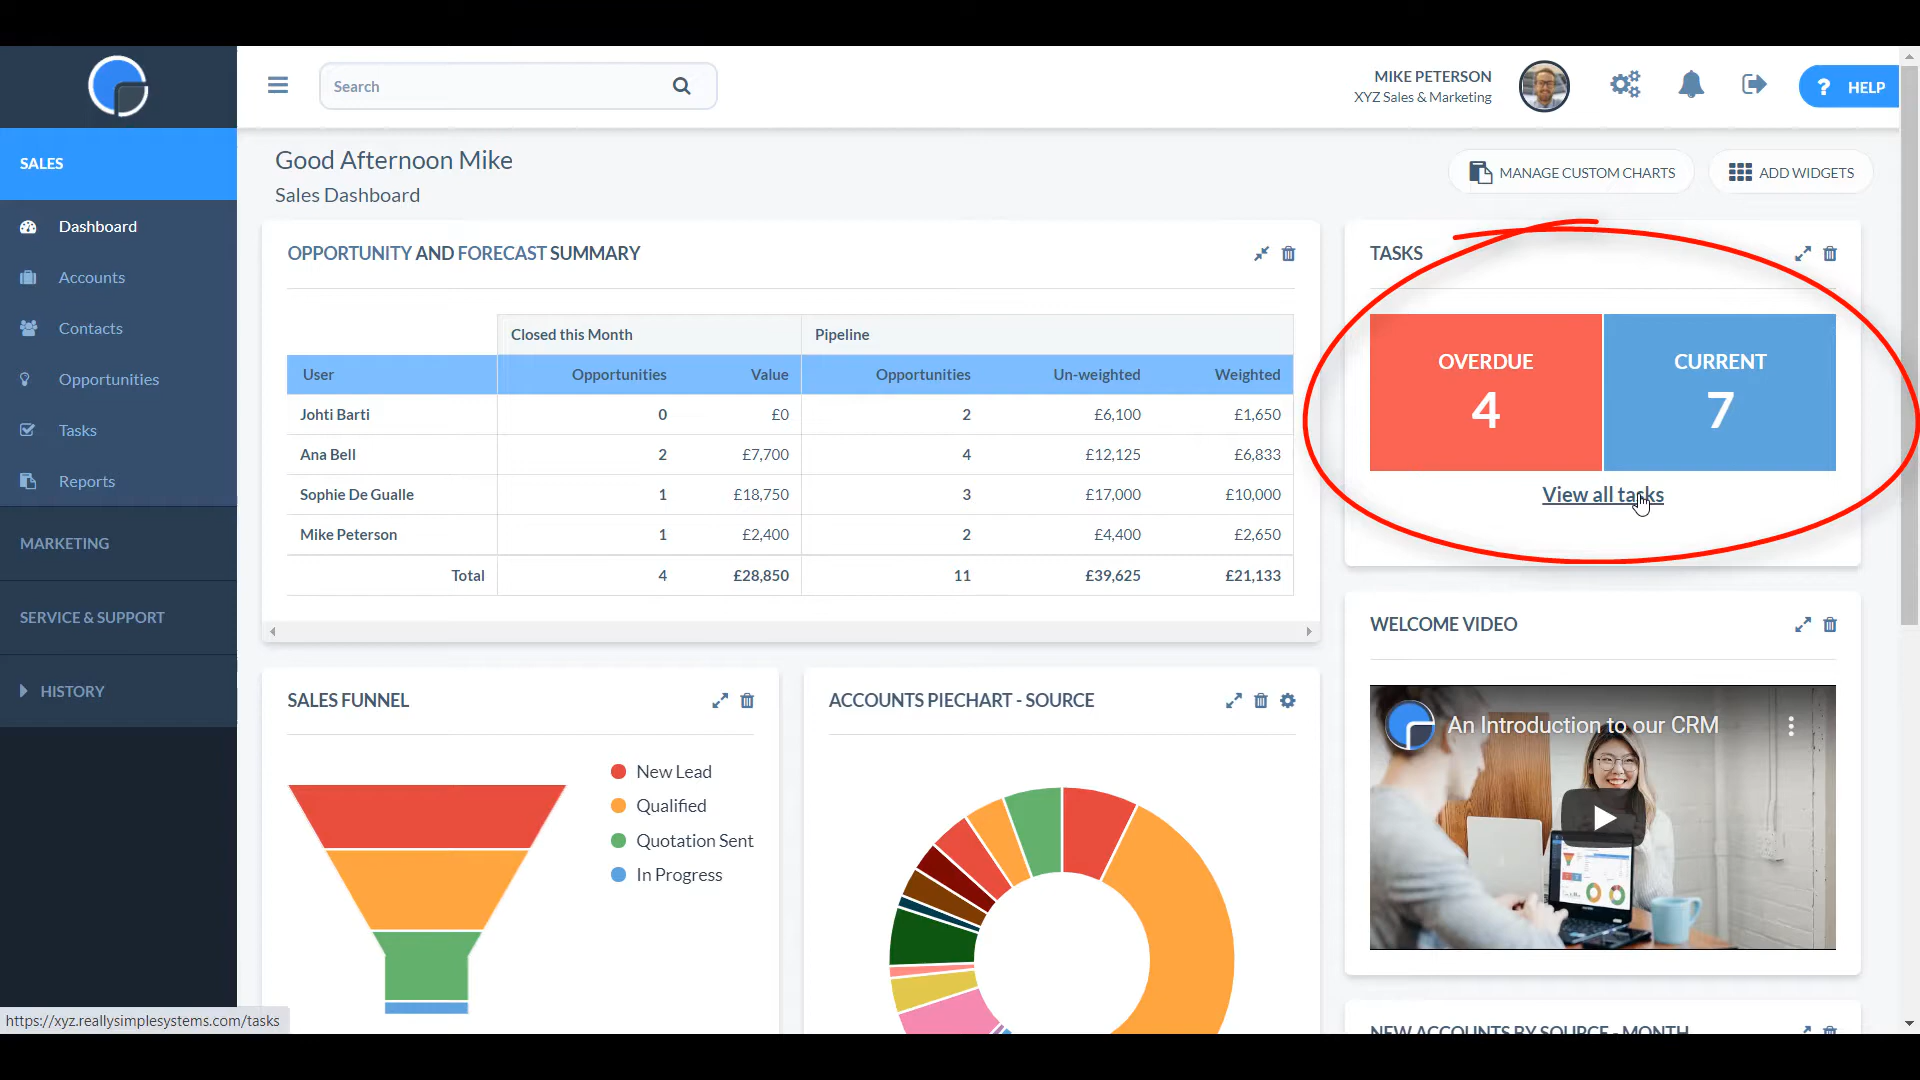 Search
MIKE PETERSON
XYZ Sales & Marketing
? HELP
SALES
Dashboard
Accounts
Contacts
Opportunities
Tasks
Reports
MARKETING
SERVICE & SUPPORT
HISTORY
Good Afternoon Mike
Sales Dashboard
MANAGE CUSTOM CHARTS
ADD WIDGETS
OPPORTUNITY AND FORECAST SUMMARY
Closed this Month Pipeline
User Opportunities Value Opportunities Un-weighted Weighted
Johti Barti 0 £0 2 £6,100 £1,650
Ana Bell 2 £7,700 4 £12,125 £6,833
Sophie De Gualle 1 £18,750 3 £17,000 £10,000
Mike Peterson 1 £2,400 2 £4,400 £2,650
Total 4 £28,850 11 £39,625 £21,133
TASKS
OVERDUE
4
CURRENT
7
View all tasks
WELCOME VIDEO
An Introduction to our CRM
SALES FUNNEL
New Lead
Qualified
Quotation Sent
In Progress
ACCOUNTS PIECHART - SOURCE
NEW ACCOUNTS BY SOURCE - MONTH
https://xyz.reallysimplesystems.com/tasks